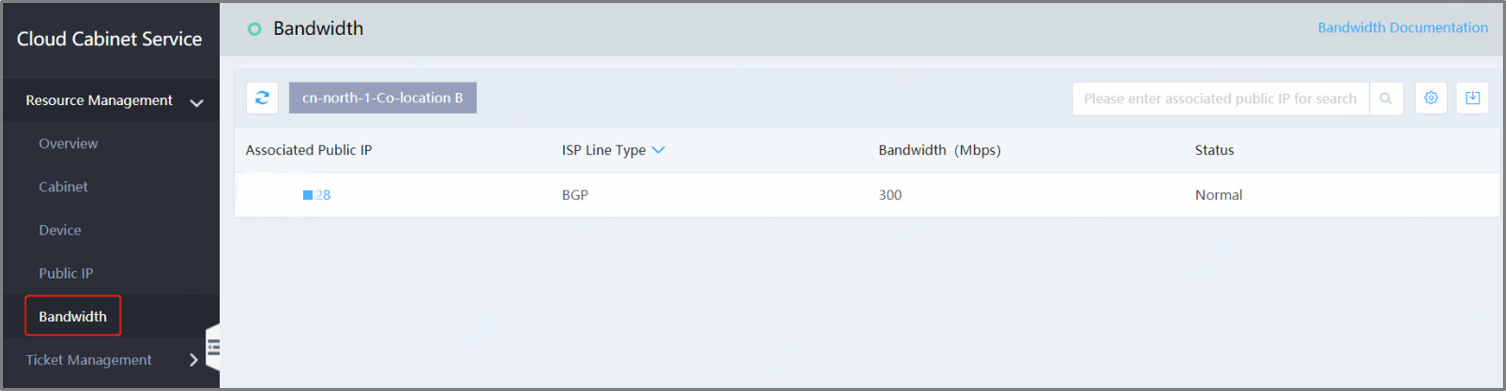 Cloud Cabinet Service
Resource Management
Overview
Cabinet
Device
Public IP
Bandwidth
Ticket Management
Bandwidth
Bandwidth Documentation
cn-north-1-Co-location B
Please enter associated public IP for search
Associated Public IP ISP Line Type Bandwidth (Mbps) Status
28 BGP 300 Normal